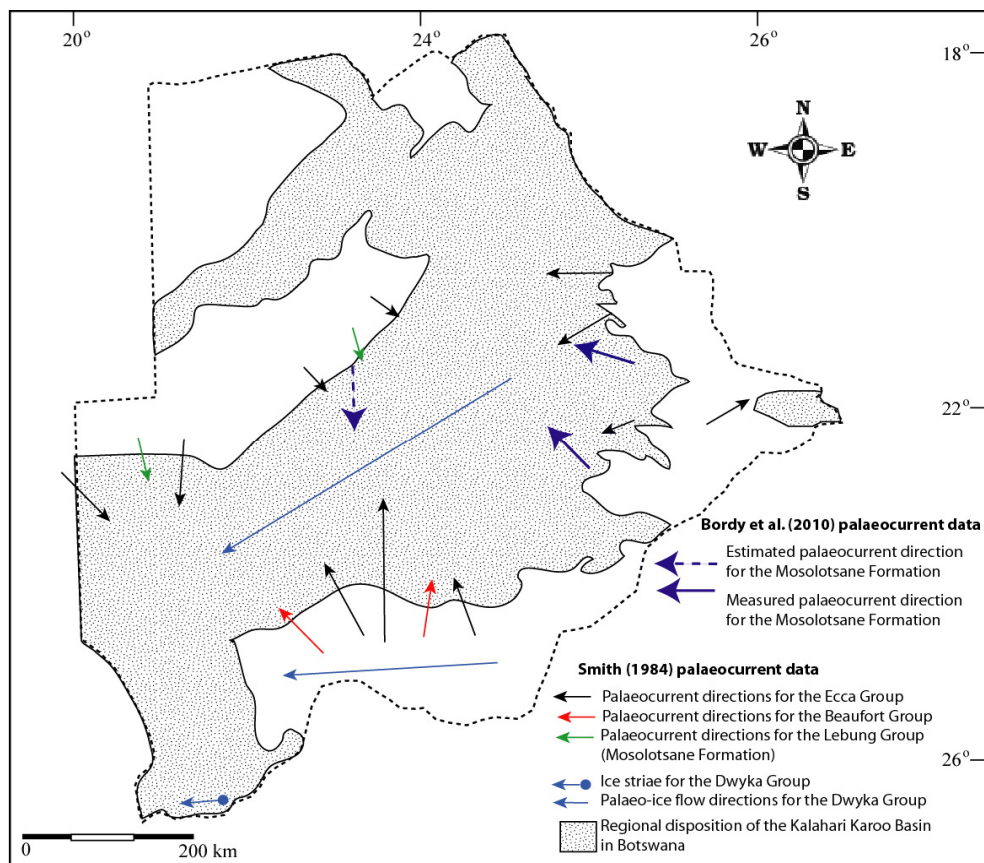 20° 24° 26°
18°
N
W E
S
22°
Bordy et al. (2010) palaeocurrent data
Estimated palaeocurrent direction
for the Mosolotsane Formation
Measured palaeocurrent direction
for the Mosolotsane Formation
Smith (1984) palaeocurrent data
Palaeocurrent directions for the Ecca Group
Palaeocurrent directions for the Beaufort Group
Palaeocurrent directions for the Lebung Group
(Mosolotsane Formation)
26°
Ice striae for the Dwyka Group
Palaeo-ice flow directions for the Dwyka Group
Regional disposition of the Kalahari Karoo Basin
in Botswana
0 200 km